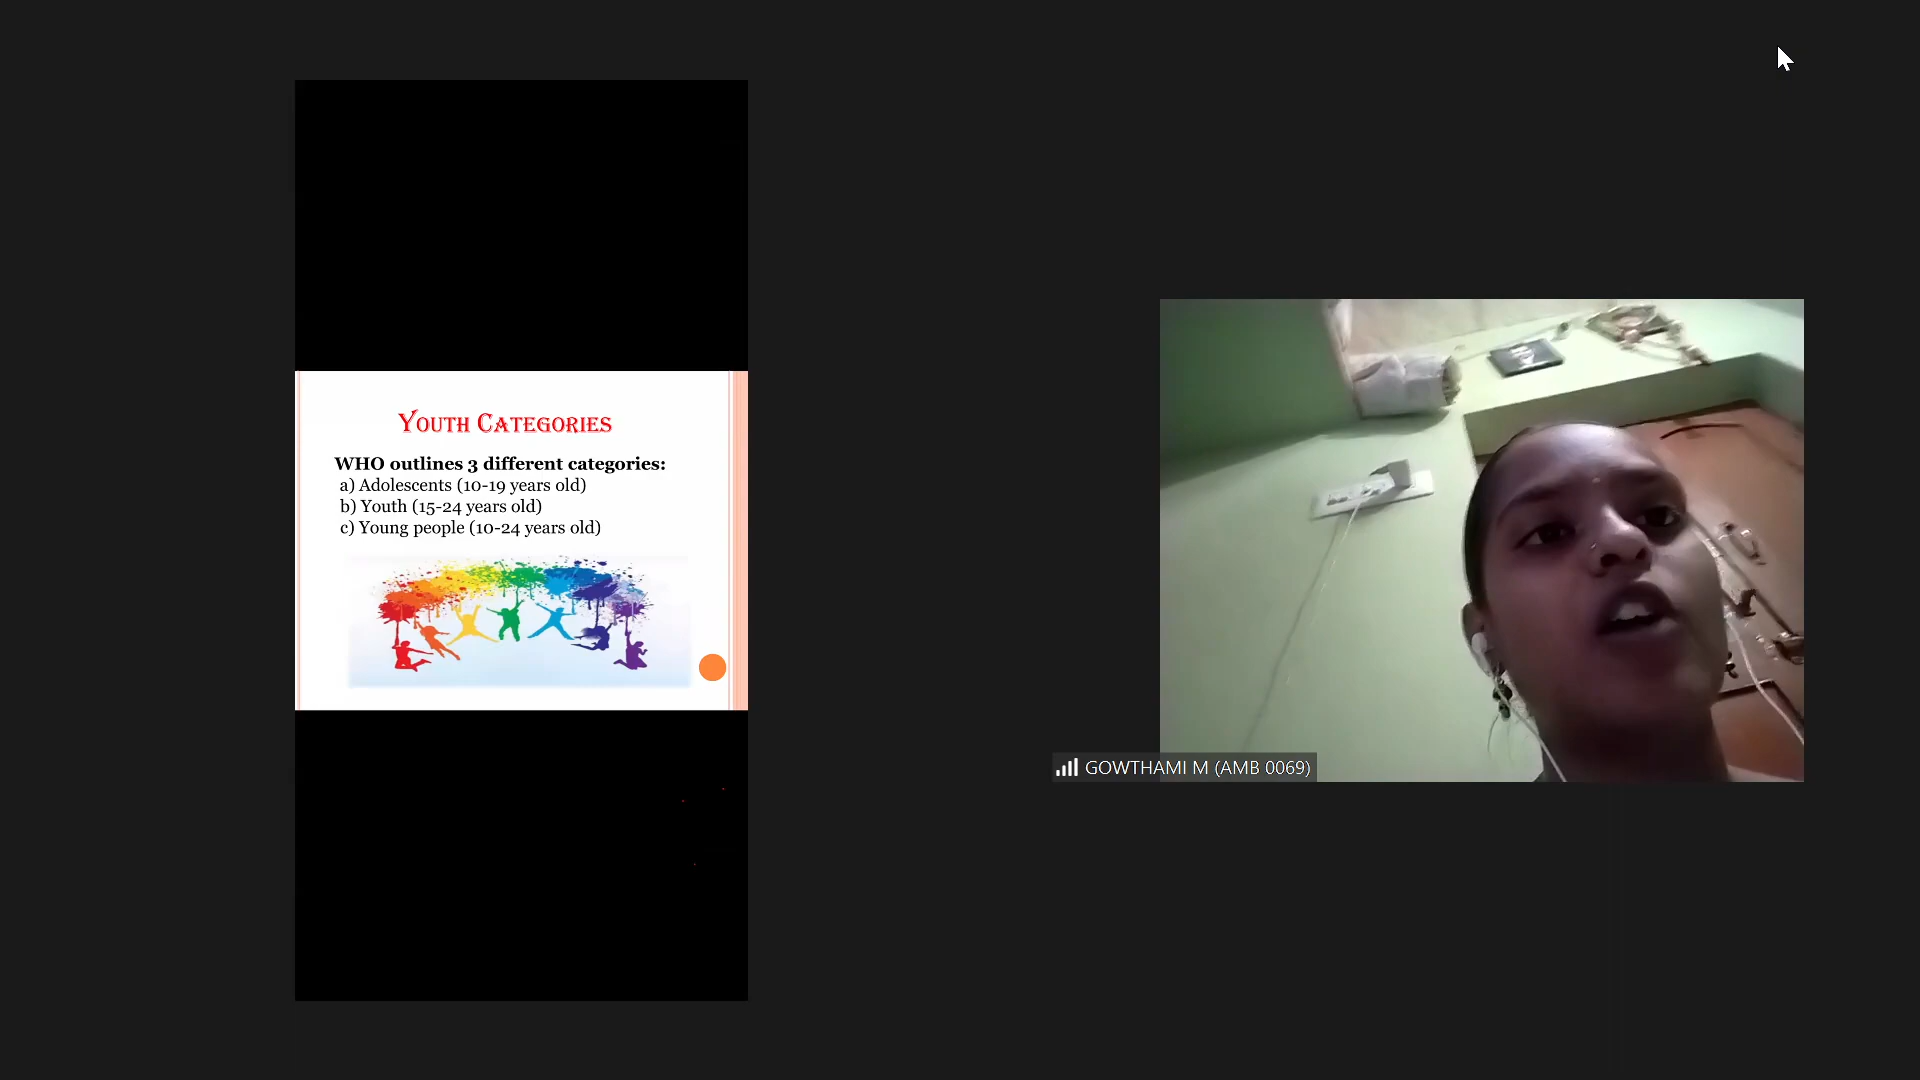 YOUTH CATEGORIES
WHO outlines 3 different categories:
a) Adolescents (10-19 years old)
b) Youth (15-24 years old)
c) Young people (10-24 years old)
GOWTHAMI M (AMB 0069)